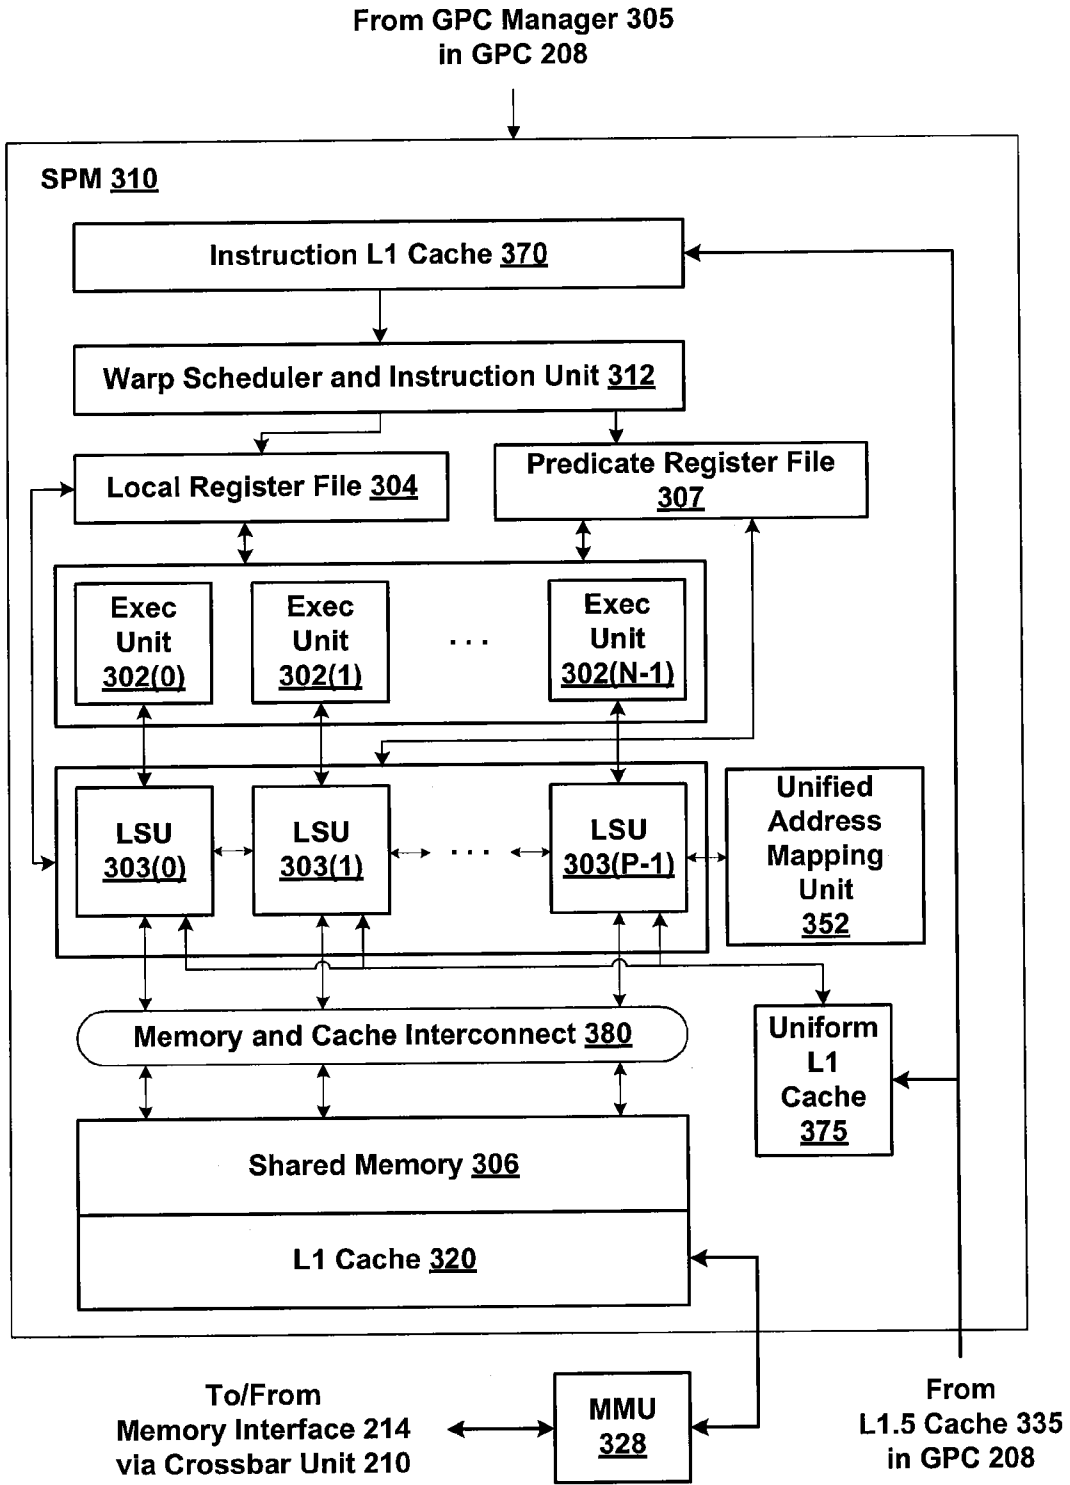 From GPC Manager 305
in GPC 208
SPM 310
Instruction L1 Cache 370
Warp Scheduler and Instruction Unit 312
Local Register File 304
Predicate Register File
307
Exec
Unit
302(0)
Exec
Unit
302(1)
. . .
Exec
Unit
302(N-1)
LSU
303(0)
LSU
303(1)
. . .
LSU
303(P-1)
Unified
Address
Mapping
Unit
352
Memory and Cache Interconnect 380
Uniform
L1
Cache
375
Shared Memory 306
L1 Cache 320
To/From
Memory Interface 214
via Crossbar Unit 210
MMU
328
From
L1.5 Cache 335
in GPC 208